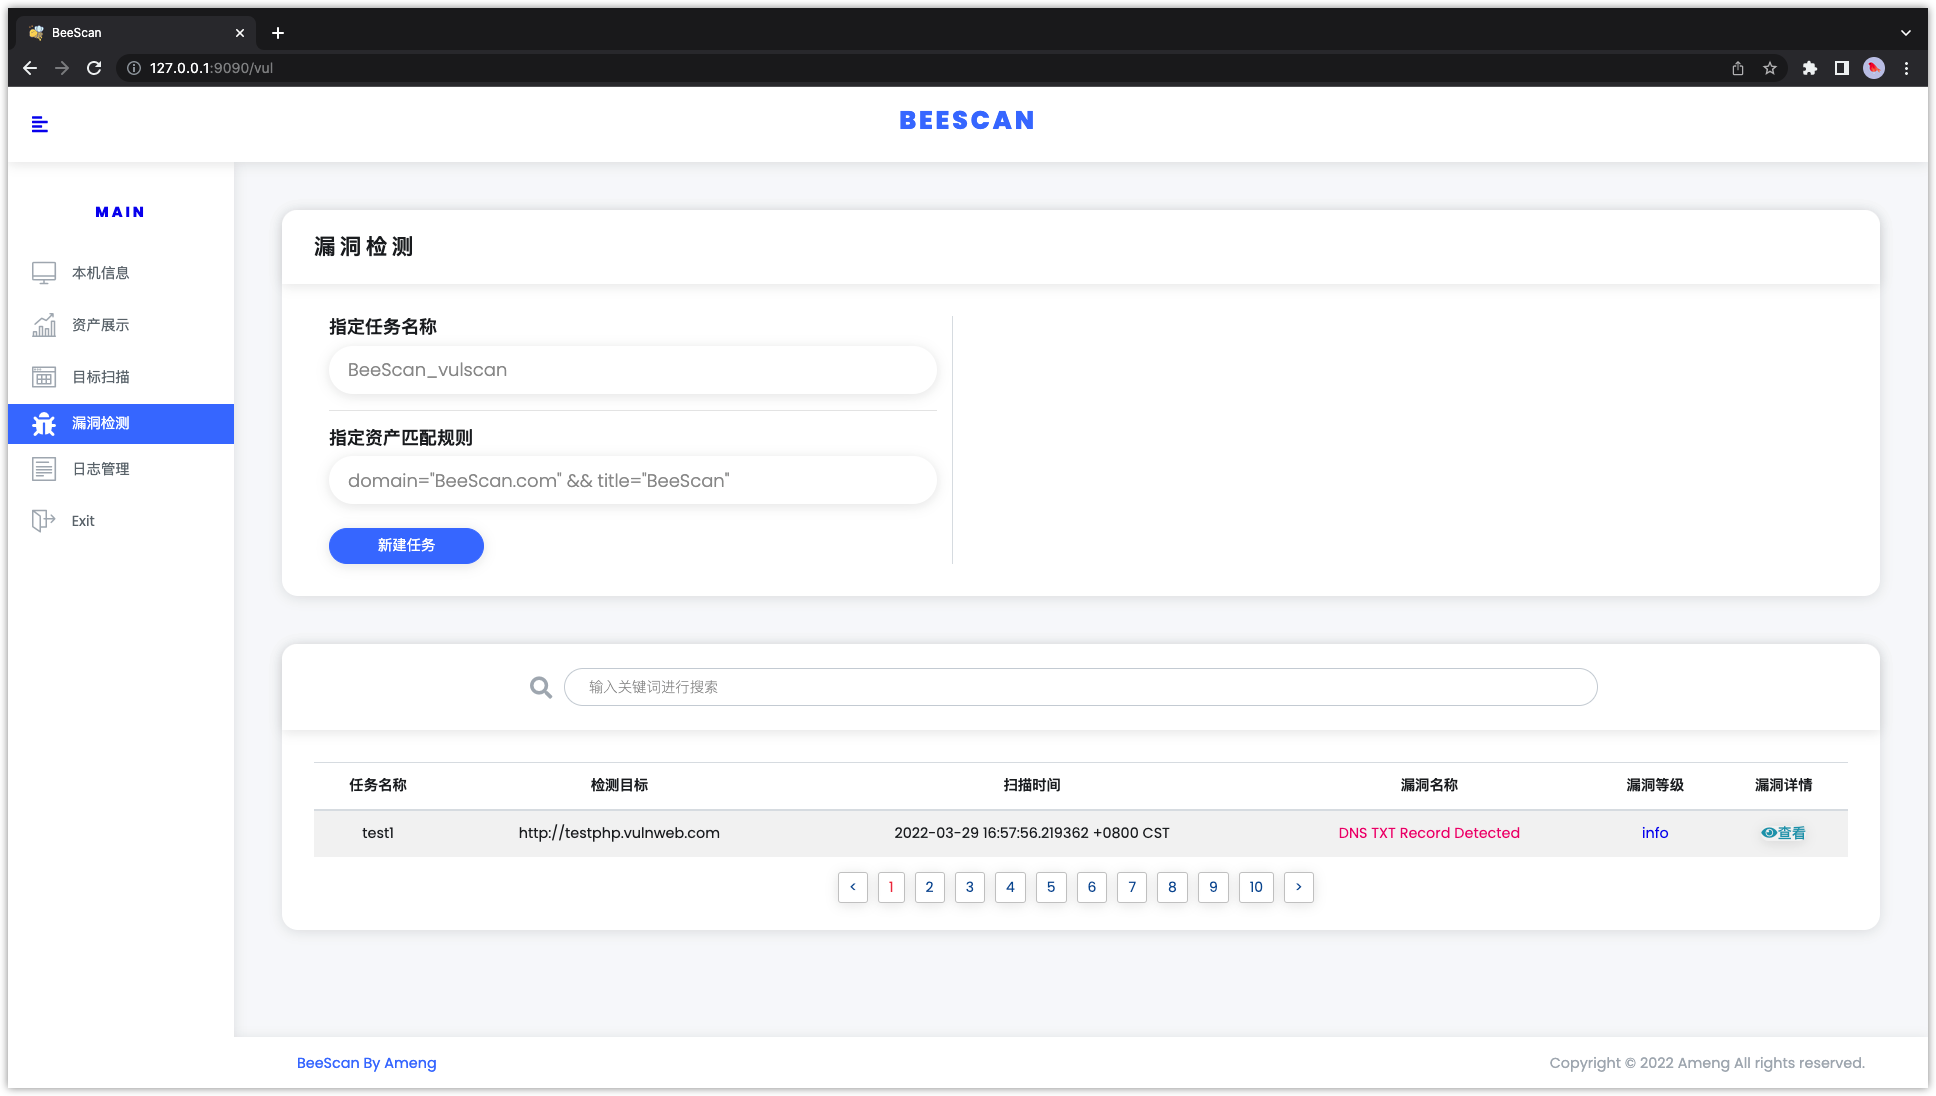 BeeScan
127.0.0.1:9090/vul
BEESCAN
MAIN
本机信息
资产展示
目标扫描
漏洞检测
日志管理
Exit
漏洞检测
指定任务名称
BeeScan_vulscan
指定资产匹配规则
domain="BeeScan.com" && title="BeeScan"
新建任务
输入关键词进行搜索
任务名称 检测目标 扫描时间 漏洞名称 漏洞等级 漏洞详情
test1 http://testphp.vulnweb.com 2022-03-29 16:57:56.219362 +0800 CST DNS TXT Record Detected info 查看
< 1 2 3 4 5 6 7 8 9 10 >
BeeScan By Ameng
Copyright © 2022 Ameng All rights reserved.